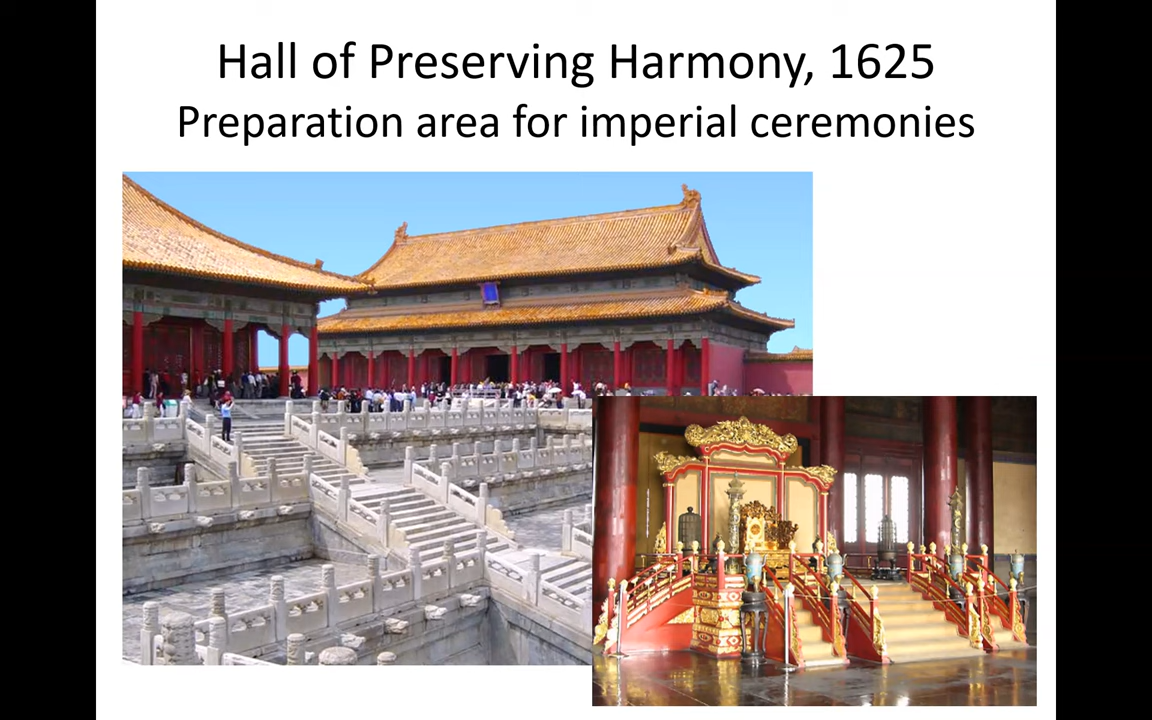 Hall of Preserving Harmony, 1625
Preparation area for imperial ceremonies